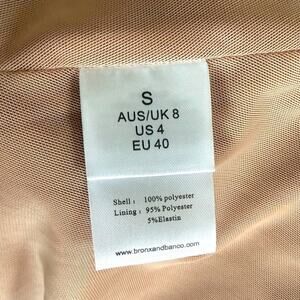 S
AUS/UK 8
US 4
EU 40
Shell : 100% polyester
Lining : 95% Polyester
5%Elastin
www.bronxandbanco.com